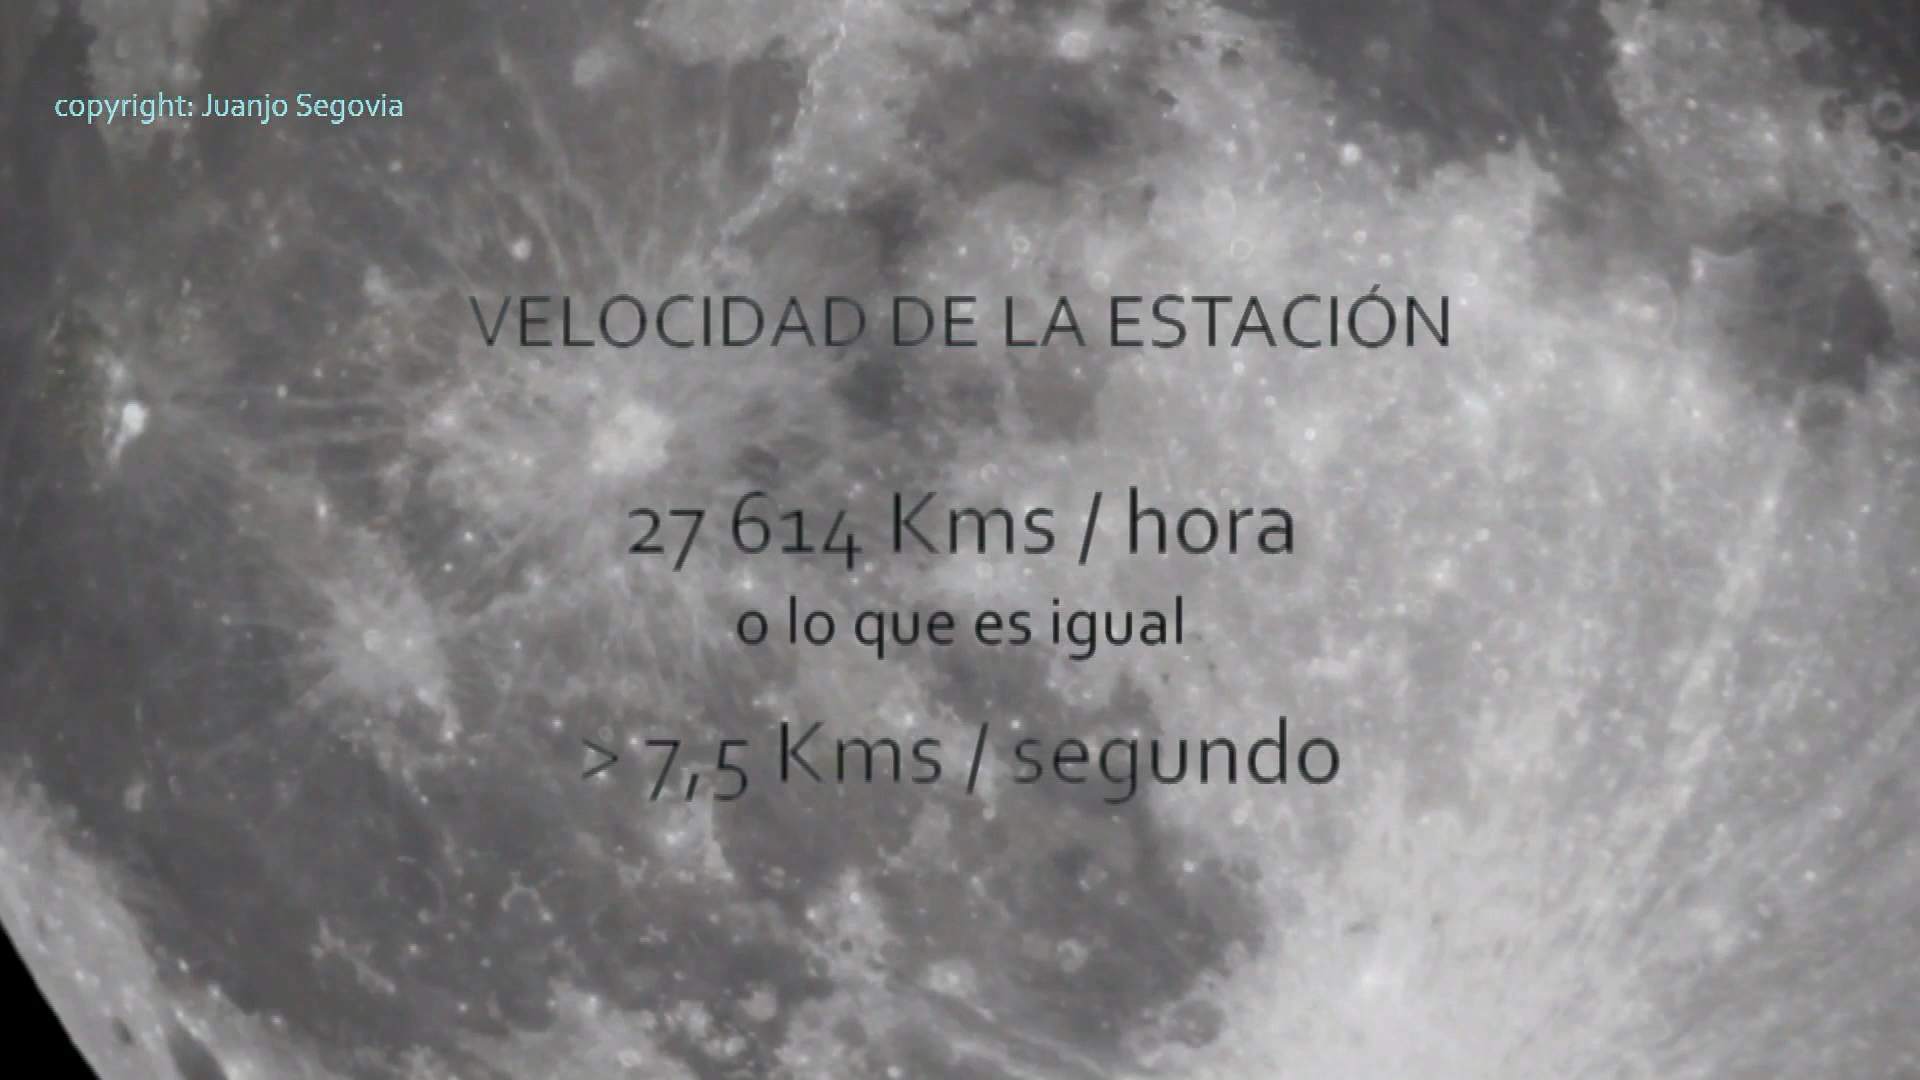 copyright: Juanjo Segovia
VELOCIDAD DE LA ESTACIÓN
27 614 Kms / hora
o lo que es igual
> 7,5 Kms / segundo